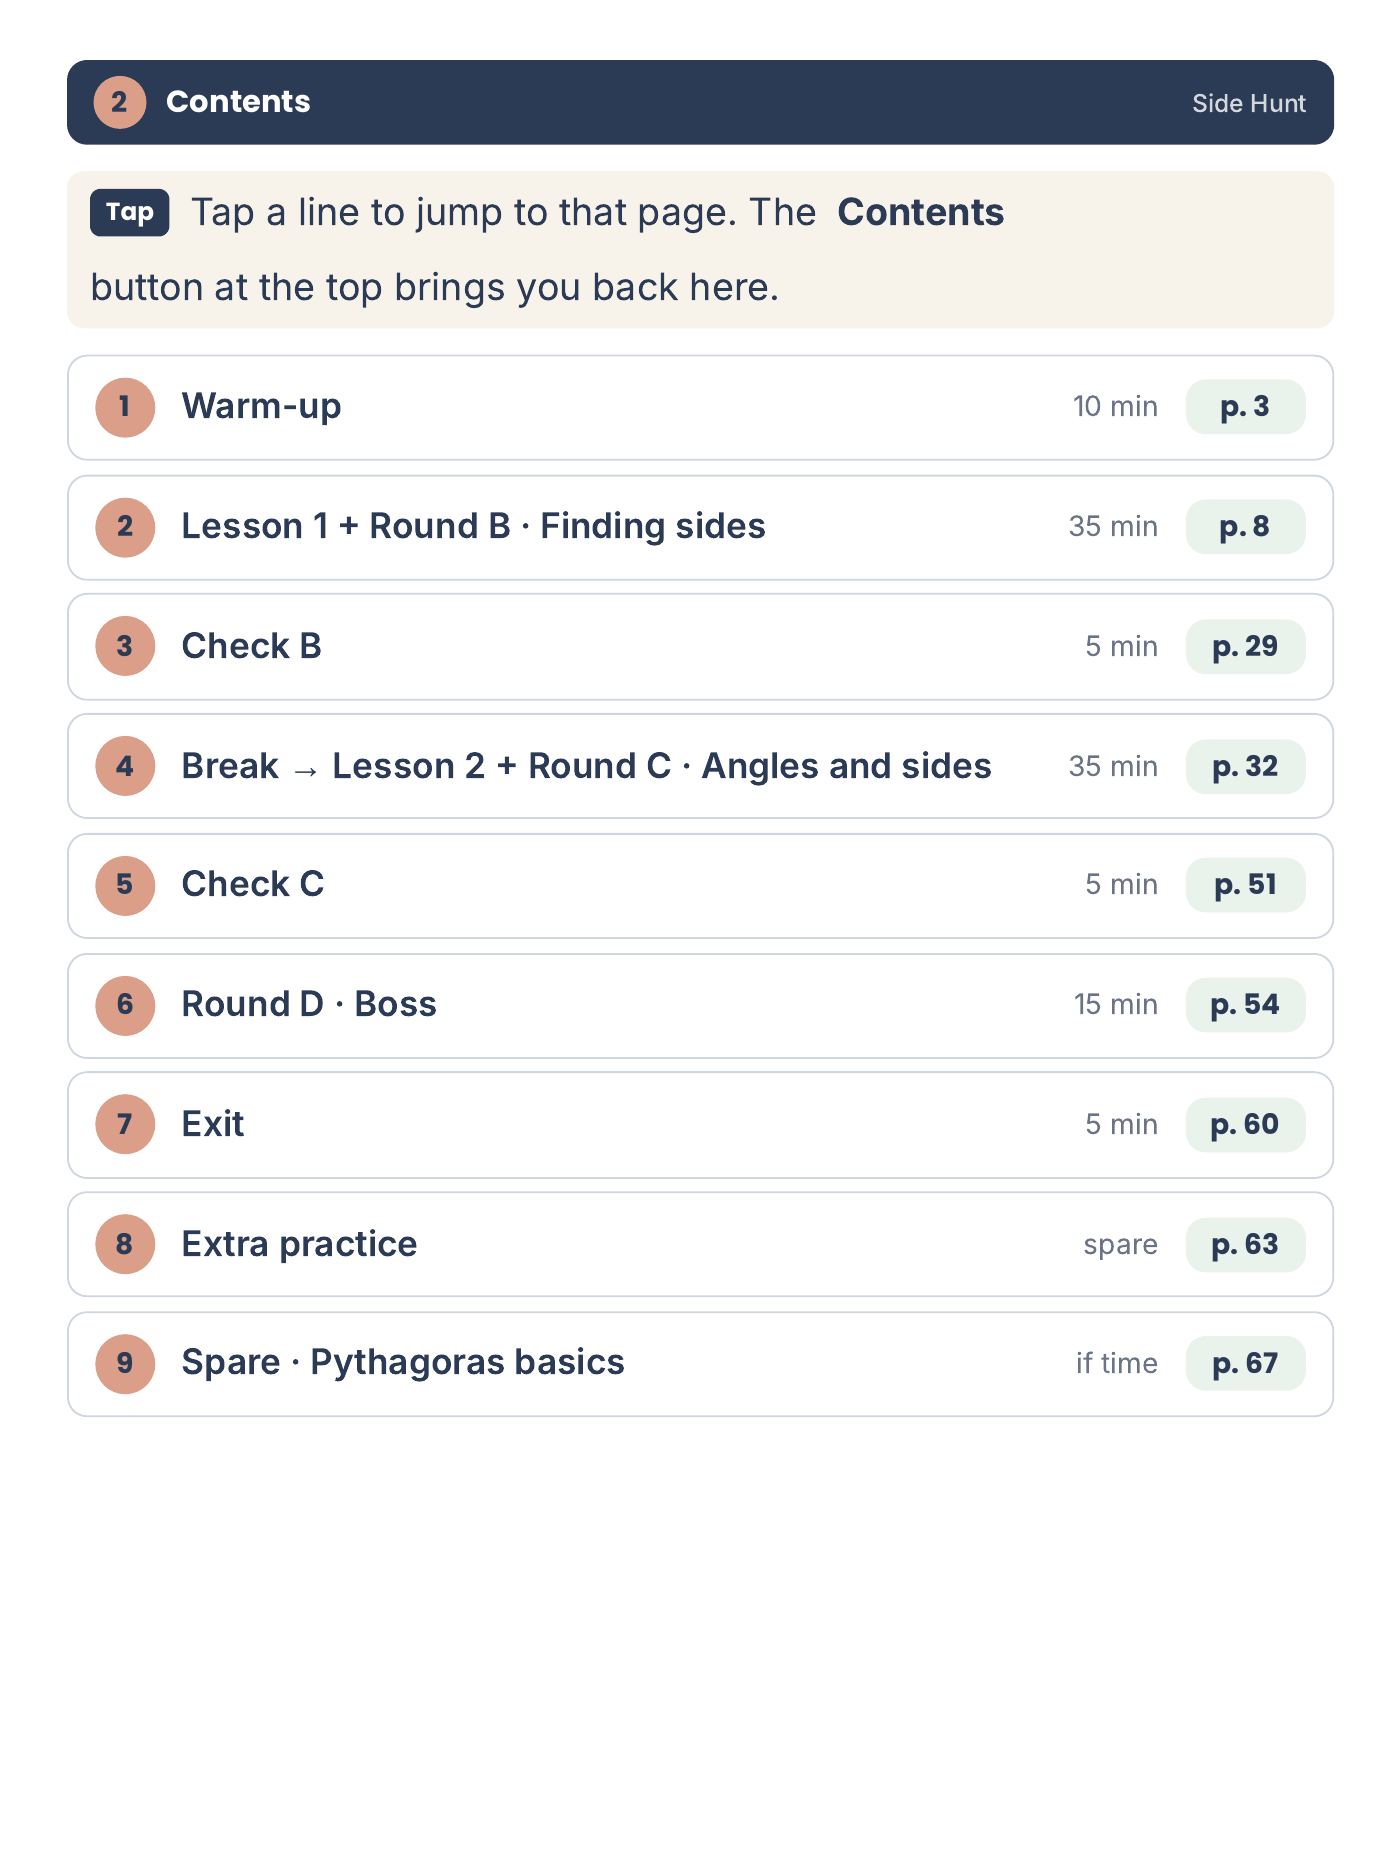 2 Contents Side Hunt
Tap Tap a line to jump to that page. The Contents
button at the top brings you back here.
1 Warm-up 10 min p. 3
2 Lesson 1 + Round B · Finding sides 35 min p. 8
3 Check B 5 min p. 29
4 Break → Lesson 2 + Round C · Angles and sides 35 min p. 32
5 Check C 5 min p. 51
6 Round D · Boss 15 min p. 54
7 Exit 5 min p. 60
8 Extra practice spare p. 63
9 Spare · Pythagoras basics if time p. 67